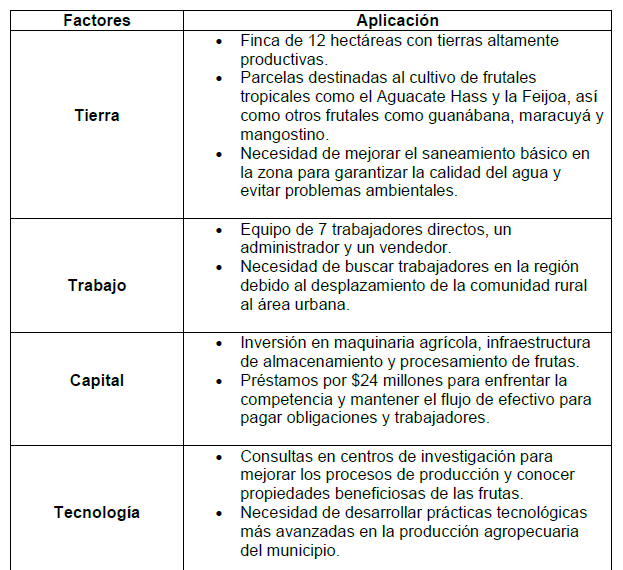 Factores
Aplicación
Tierra
• Finca de 12 hectáreas con tierras altamente
productivas.
• Parcelas destinadas al cultivo de frutales
tropicales como el Aguacate Hass y la Feijoa, así
como otros frutales como guanábana, maracuyá y
mangostino.
• Necesidad de mejorar el saneamiento básico en
la zona para garantizar la calidad del agua y
evitar problemas ambientales.
Trabajo
• Equipo de 7 trabajadores directos, un
administrador y un vendedor.
• Necesidad de buscar trabajadores en la región
debido al desplazamiento de la comunidad rural
al área urbana.
Capital
• Inversión en maquinaria agrícola, infraestructura
de almacenamiento y procesamiento de frutas.
• Préstamos por $24 millones para enfrentar la
competencia y mantener el flujo de efectivo para
pagar obligaciones y trabajadores.
Tecnología
• Consultas en centros de investigación para
mejorar los procesos de producción y conocer
propiedades beneficiosas de las frutas.
• Necesidad de desarrollar prácticas tecnológicas
más avanzadas en la producción agropecuaria
del municipio.